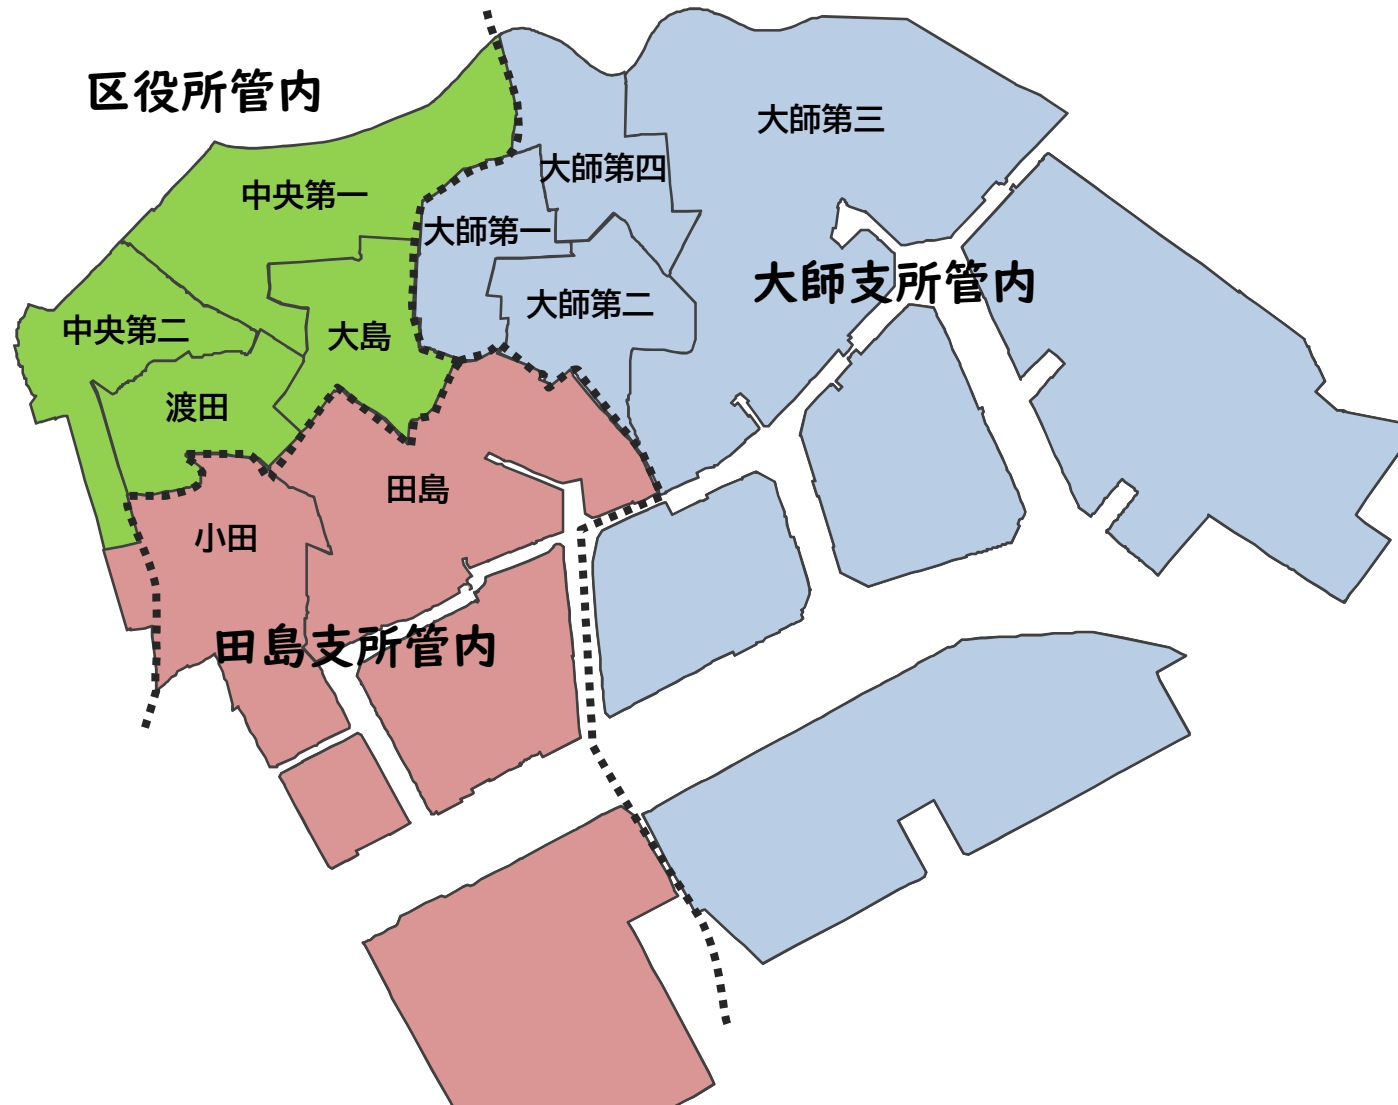 区役所管内
大師第三
大師第四
中央第一
大師第一
大師支所管内
大師第二
中央第二
大島
渡田
田島
小田
田島支所管内